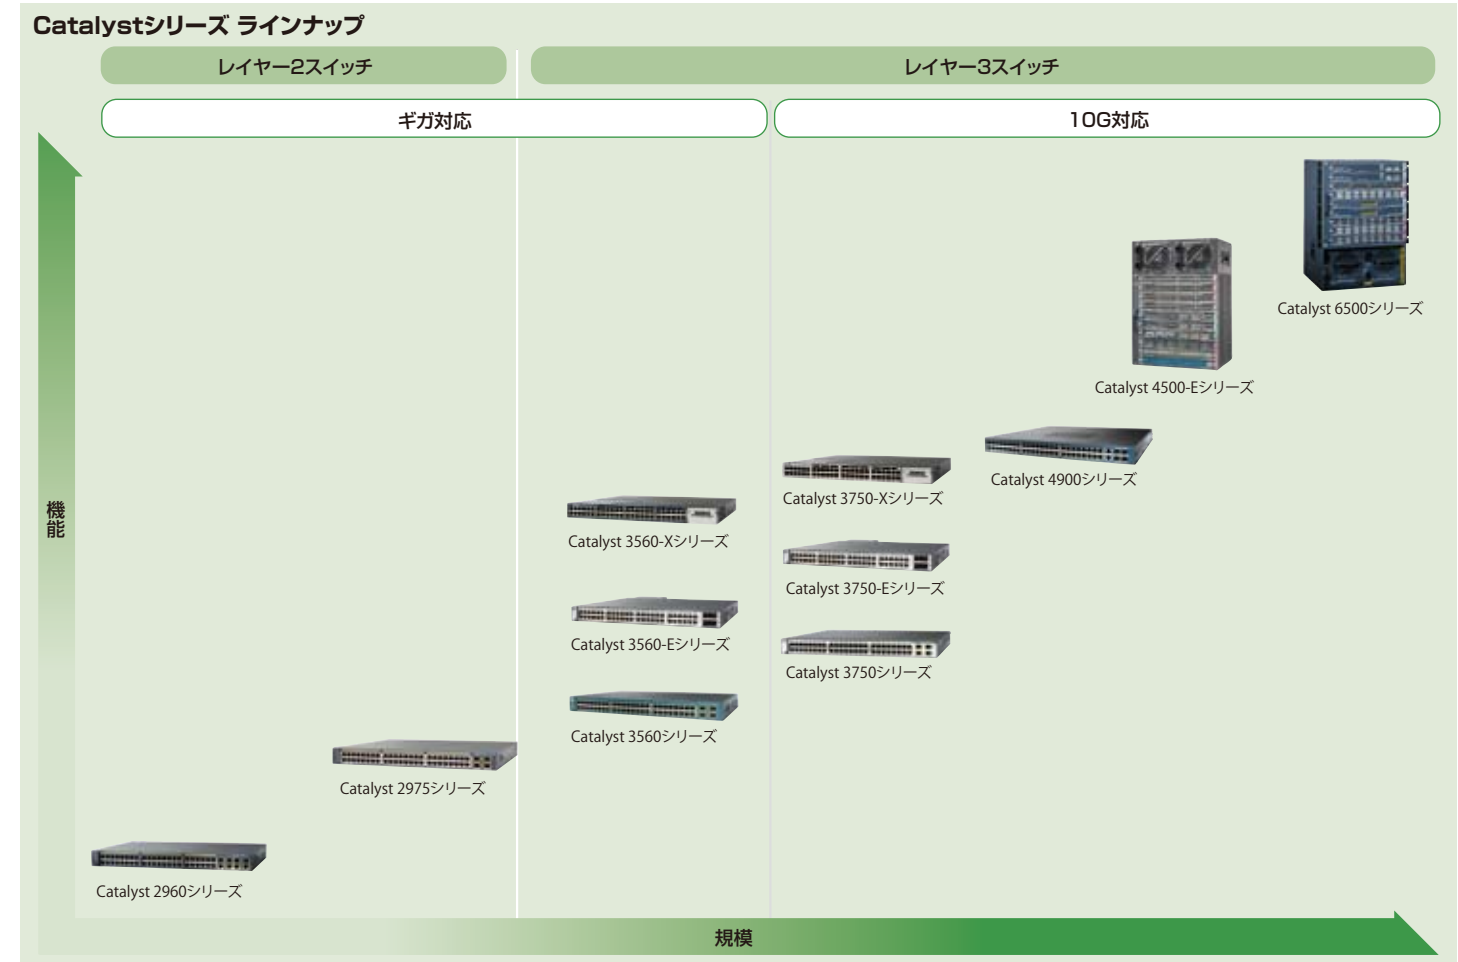 Catalystシリーズ ラインナップ
レイヤー2スイッチ
レイヤー3スイッチ
ギガ対応
10G対応
Catalyst 6500シリーズ
Catalyst 4500-Eシリーズ
Catalyst 4900シリーズ
Catalyst 3750-Xシリーズ
機能
Catalyst 3560-Xシリーズ
Catalyst 3750-Eシリーズ
Catalyst 3560-Eシリーズ
Catalyst 3750シリーズ
Catalyst 3560シリーズ
Catalyst 2975シリーズ
Catalyst 2960シリーズ
規模